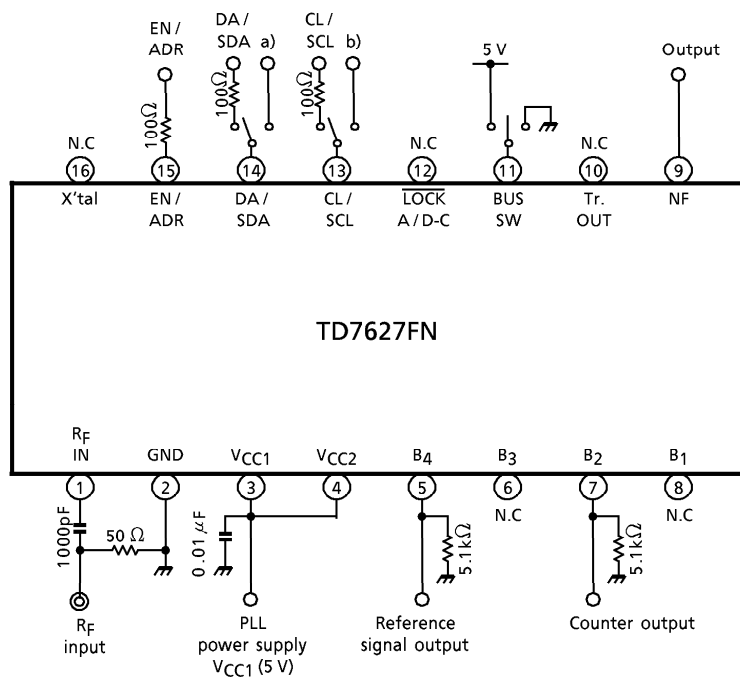 EN / ADR
DA / SDA a)
CL / SCL b)
5 V
Output
100Ω
100Ω
100Ω
N.C
N.C
N.C
16
15
14
13
12
11
10
9
X'tal
EN / ADR
DA / SDA
CL / SCL
LOCK A / D-C
BUS SW
Tr. OUT
NF
TD7627FN
RF IN
GND
VCC1
VCC2
B4
B3
B2
B1
1
2
3
4
5
6
7
8
N.C
N.C
1000pF
50 Ω
0.01 μF
5.1kΩ
5.1kΩ
RF input
PLL power supply VCC1 (5 V)
Reference signal output
Counter output